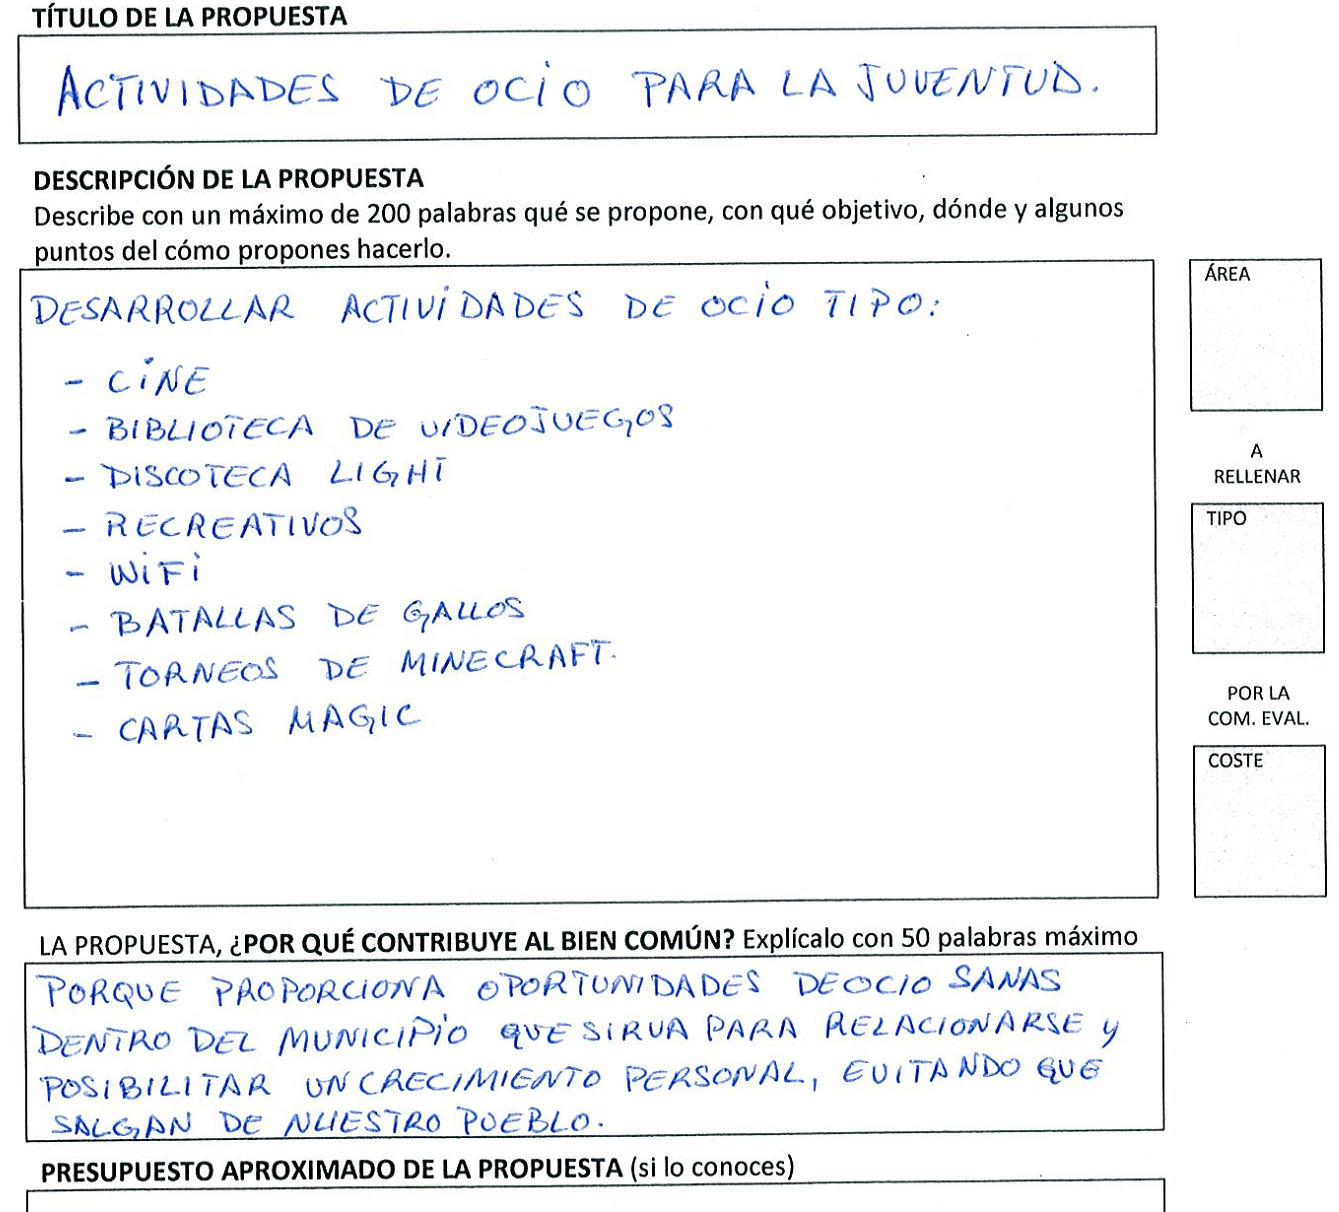 TÍTULO DE LA PROPUESTA
ACTIVIDADES DE OCIO PARA LA JUVENTUD.
DESCRIPCIÓN DE LA PROPUESTA
Describe con un máximo de 200 palabras qué se propone, con qué objetivo, dónde y algunos
puntos del cómo propones hacerlo.
DESARROLLAR ACTIVIDADES DE OCIO TIPO:
- CINE
- BIBLIOTECA DE VIDEOJUEGOS
- DISCOTECA LIGHT
- RECREATIVOS
- WIFI
- BATALLAS DE GALLOS
- TORNEOS DE MINECRAFT.
- CARTAS MAGIC
ÁREA
A
RELLENAR
TIPO
POR LA
COM. EVAL.
COSTE
LA PROPUESTA, ¿POR QUÉ CONTRIBUYE AL BIEN COMÚN? Explícalo con 50 palabras máximo
PORQUE PROPORCIONA OPORTUNIDADES DE OCIO SANAS
DENTRO DEL MUNICIPIO QUE SIRVA PARA RELACIONARSE y
POSIBILITAR UN CRECIMIENTO PERSONAL, EVITANDO QUE
SALGAN DE NUESTRO PUEBLO.
PRESUPUESTO APROXIMADO DE LA PROPUESTA (si lo conoces)